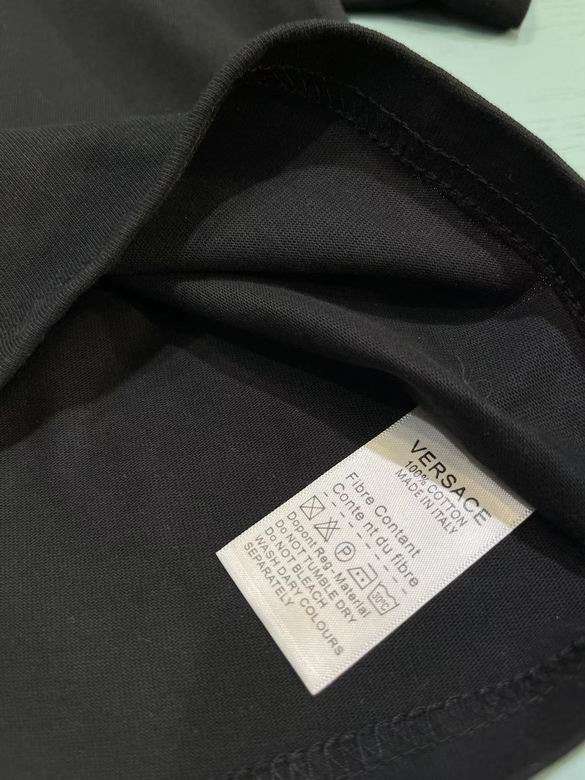 VERSACE
100% COTTON
MADE IN ITALY
Fibre Contant
Conte nt du fibre
P
30°C
Dopont Reg-Material
Do NOT TUMBLE DRY
Do NOT BLEACH
WASH DARY COLOURS
SEPARATELY